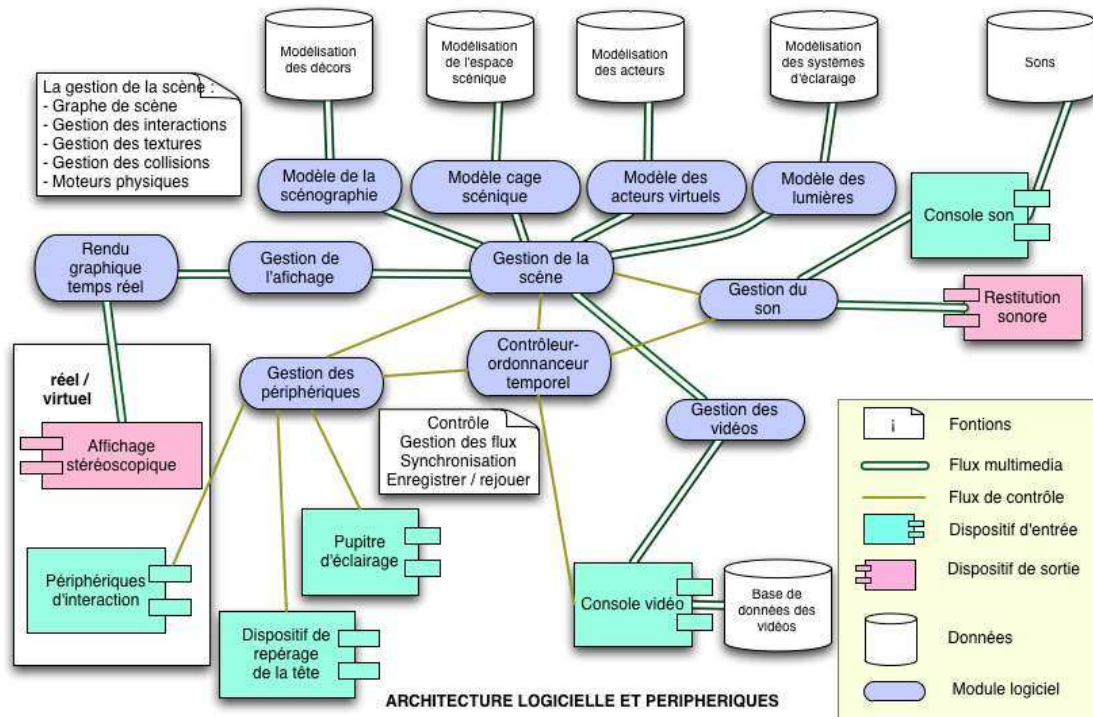 Modélisation
des décors
Modélisation
de l'espace
scénique
Modélisation
des acteurs
Modélisation
des systèmes
d'éclaraige
Sons
La gestion de la scène :
- Graphe de scène
- Gestion des interactions
- Gestion des textures
- Gestion des collisions
- Moteurs physiques
Modèle de la
scénographie
Modèle cage
scénique
Modèle des
acteurs virtuels
Modèle des
lumières
Console son
Rendu
graphique
temps réel
Gestion de
l'afichage
Gestion de la
scène
Gestion du
son
Restitution
sonore
réel /
virtuel
Gestion des
périphériques
Contrôleur-
ordonnanceur
temporel
Gestion des
vidéos
Affichage
stéréoscopique
Contrôle
Gestion des flux
Synchronisation
Enregistrer / rejouer
Périphériques
d'interaction
Pupitre
d'éclairage
Dispositif de
repérage
de la tête
Console vidéo
Base de
données des
vidéos
i
Fontions
Flux multimedia
Flux de contrôle
Dispositif d'entrée
Dispositif de sortie
Données
Module logiciel
ARCHITECTURE LOGICIELLE ET PERIPHERIQUES